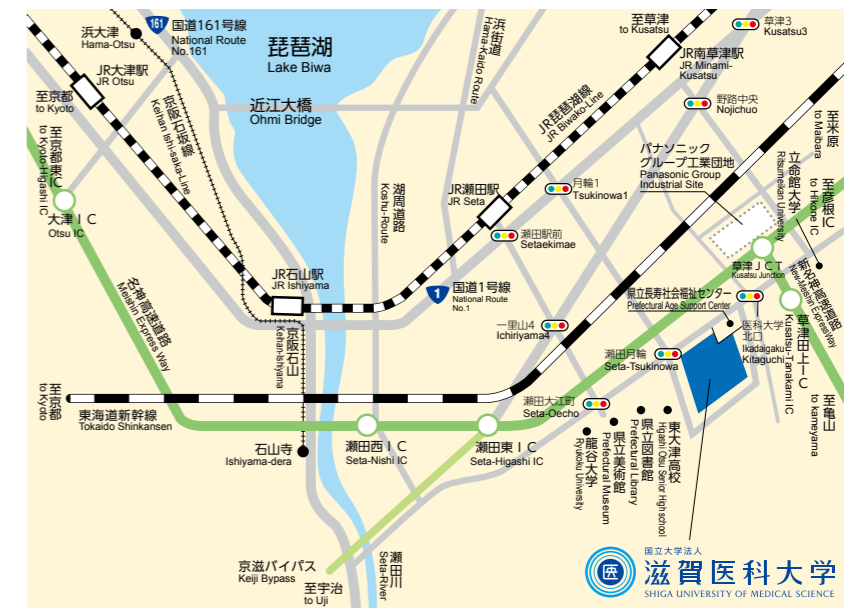 161
国道161号線
National Route
No.161
浜大津
Hama-Otsu
琵琶湖
Lake Biwa
浜街道
Hama-Kaido Route
至草津
to Kusatsu
草津3
Kusatsu3
JR南草津駅
JR Minami-
Kusatsu
JR大津駅
JR Otsu
至京都
to Kyoto
京阪石坂線
Keihan Ishi-saka-Line
近江大橋
Ohmi Bridge
JR琵琶湖線
JR Biwako-Line
野路中央
Nojichuo
至米原
to Maibara
パナソニック
グループ工業団地
Panasonic Group
Industrial Site
立命館大学
Ritsumeikan University
至彦根IC
to Hikone IC
至京都東IC
to Kyoto-Higashi IC
大津IC
Otsu IC
湖周道路
Koshu-Route
JR瀬田駅
JR Seta
月輪1
Tsukinowa1
瀬田駅前
Setaekimae
草津JCT
Kusatsu Junction
新名神高速道路
New-Meishin ExpressWay
名神高速道路
Meishin Express Way
JR石山駅
JR Ishiyama
1
国道1号線
National Route
No.1
県立長寿社会福祉センター
Prefectural Age Support Center
医科大学
北口
Ikadaigaku
Kitaguchi
草津田上IC
Kusatsu-Tanakami IC
京阪石山
Keihan-Ishiyama
一里山4
Ichiriyama4
瀬田月輪
Seta-Tsukinowa
至京都
to Kyoto
東海道新幹線
Tokaido Shinkansen
瀬田大江町
Seta-Oecho
至亀山
to kameyama
石山寺
Ishiyama-dera
瀬田西IC
Seta-Nishi IC
瀬田東IC
Seta-Higashi IC
龍谷大学
Ryukoku University
県立美術館
Prefectural Museum
県立図書館
Prefectural Library
東大津高校
Higashi Otsu Senior High school
京滋バイパス
Keiji Bypass
至宇治
to Uji
瀬田川
Seta-River
医
国立大学法人
滋賀医科大学
SHIGA UNIVERSITY OF MEDICAL SCIENCE